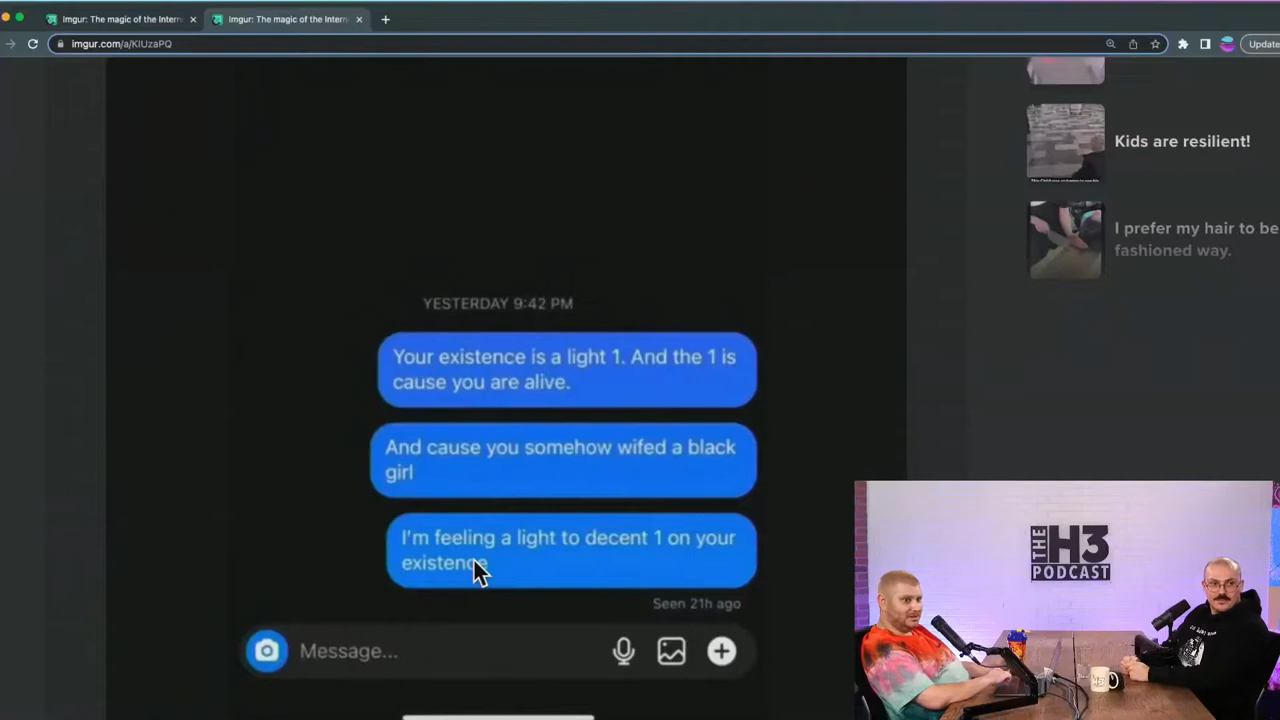 Imgur: The magic of the Intern
Imgur: The magic of the Intern
imgur.com/a/KIUzaPQ
Update
Kids are resilient!
I prefer my hair to be
fashioned way.
YESTERDAY 9:42 PM
Your existence is a light 1. And the 1 is
cause you are alive.
And cause you somehow wifed a black
girl
I'm feeling a light to decent 1 on your
existence
Seen 21h ago
Message...
THE
H3
PODCAST